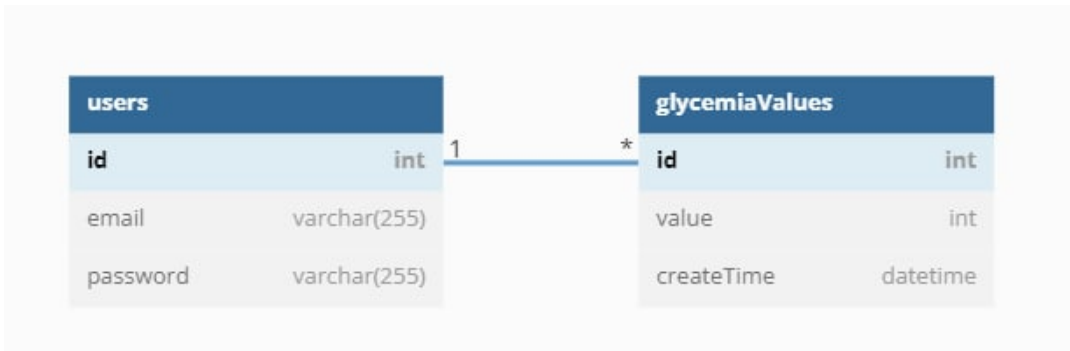 users
id int
email varchar(255)
password varchar(255)
1 *
glycemiaValues
id int
value int
createTime datetime